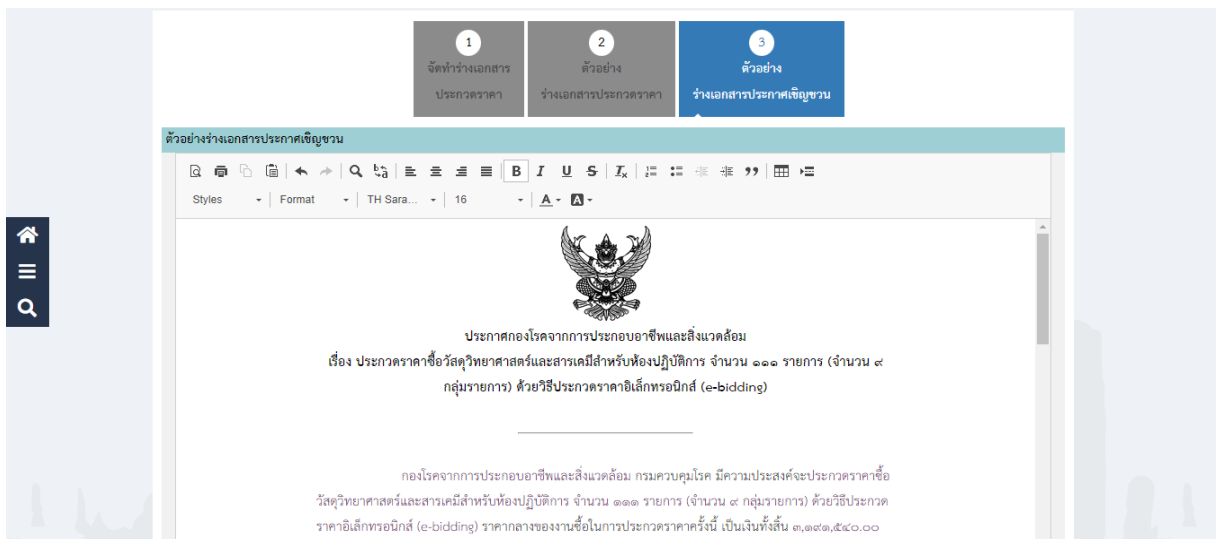 1
จัดทำร่างเอกสาร
ประกวดราคา
2
ตัวอย่าง
ร่างเอกสารประกวดราคา
3
ตัวอย่าง
ร่างเอกสารประกาศเชิญชวน
ตัวอย่างร่างเอกสารประกาศเชิญชวน
Styles Format TH Sara... 16
ประกาศกองโรคจากการประกอบอาชีพและสิ่งแวดล้อม
เรื่อง ประกวดราคาซื้อวัสดุวิทยาศาสตร์และสารเคมีสำหรับห้องปฏิบัติการ จำนวน ๑๑๑ รายการ (จำนวน ๙
กลุ่มรายการ) ด้วยวิธีประกวดราคาอิเล็กทรอนิกส์ (e-bidding)
กองโรคจากการประกอบอาชีพและสิ่งแวดล้อม กรมควบคุมโรค มีความประสงค์จะประกวดราคาซื้อ
วัสดุวิทยาศาสตร์และสารเคมีสำหรับห้องปฏิบัติการ จำนวน ๑๑๑ รายการ (จำนวน ๙ กลุ่มรายการ) ด้วยวิธีประกวด
ราคาอิเล็กทรอนิกส์ (e-bidding) ราคากลางของงานซื้อในการประกวดราคาครั้งนี้ เป็นเงินทั้งสิ้น ๓,๑๙๑,๕๔๐.๐๐